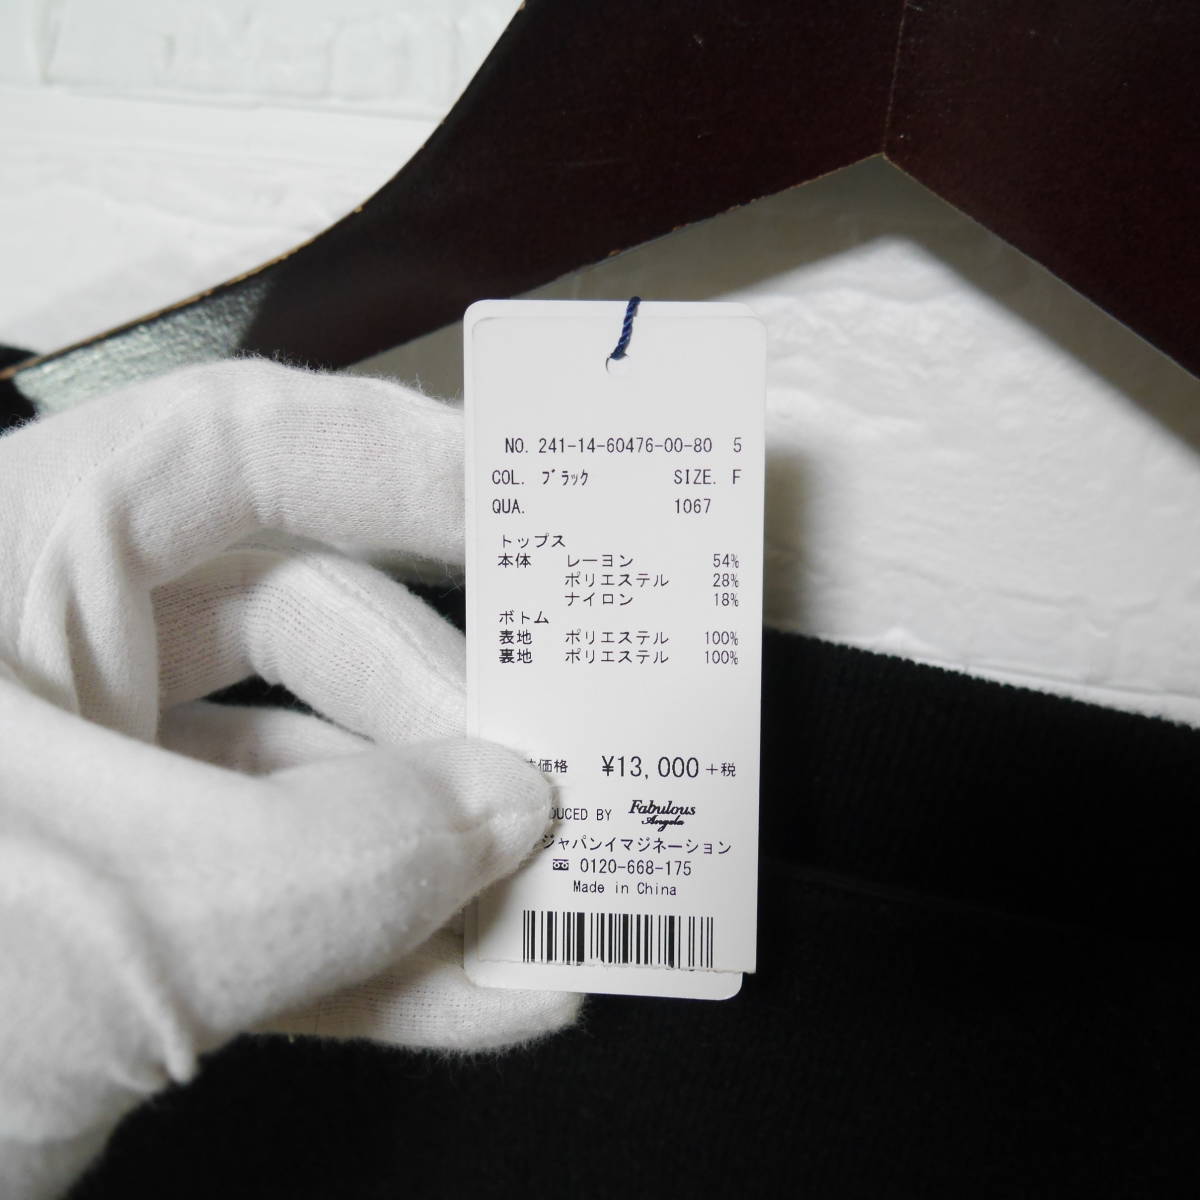 NO. 241-14-60476-00-80 5
COL. ブラック SIZE. F
QUA. 1067
トップス
本体 レーヨン 54%
ポリエステル 28%
ナイロン 18%
ボトム
表地 ポリエステル 100%
裏地 ポリエステル 100%
価格 ¥13,000 +税
DUCED BY Fabulous
Angela
ジャパンイマジネーション
0120-668-175
Made in China